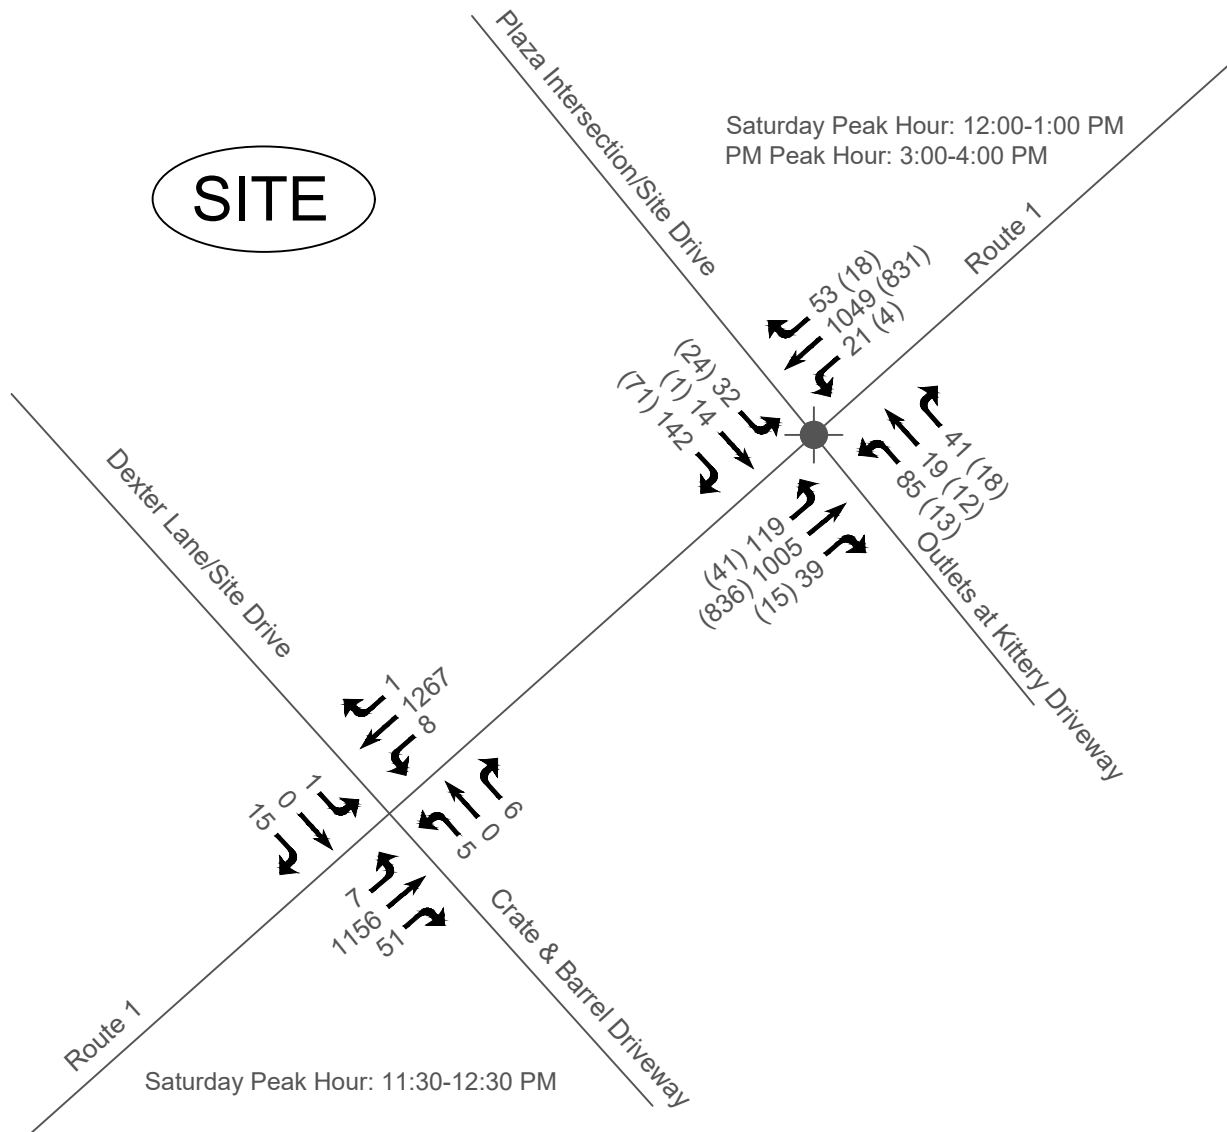 Plaza Intersection/Site Drive
Saturday Peak Hour: 12:00-1:00 PM
PM Peak Hour: 3:00-4:00 PM
SITE
Route 1
53 (18)
1049 (831)
21 (4)
(24) 32
(1) 14
(71) 142
41 (18)
19 (12)
85 (13)
(41) 119
(836) 1005
(15) 39
Outlets at Kittery Driveway
Dexter Lane/Site Drive
1
1267
8
1
0
15
6
0
5
7
1156
51
Crate & Barrel Driveway
Route 1
Saturday Peak Hour: 11:30-12:30 PM